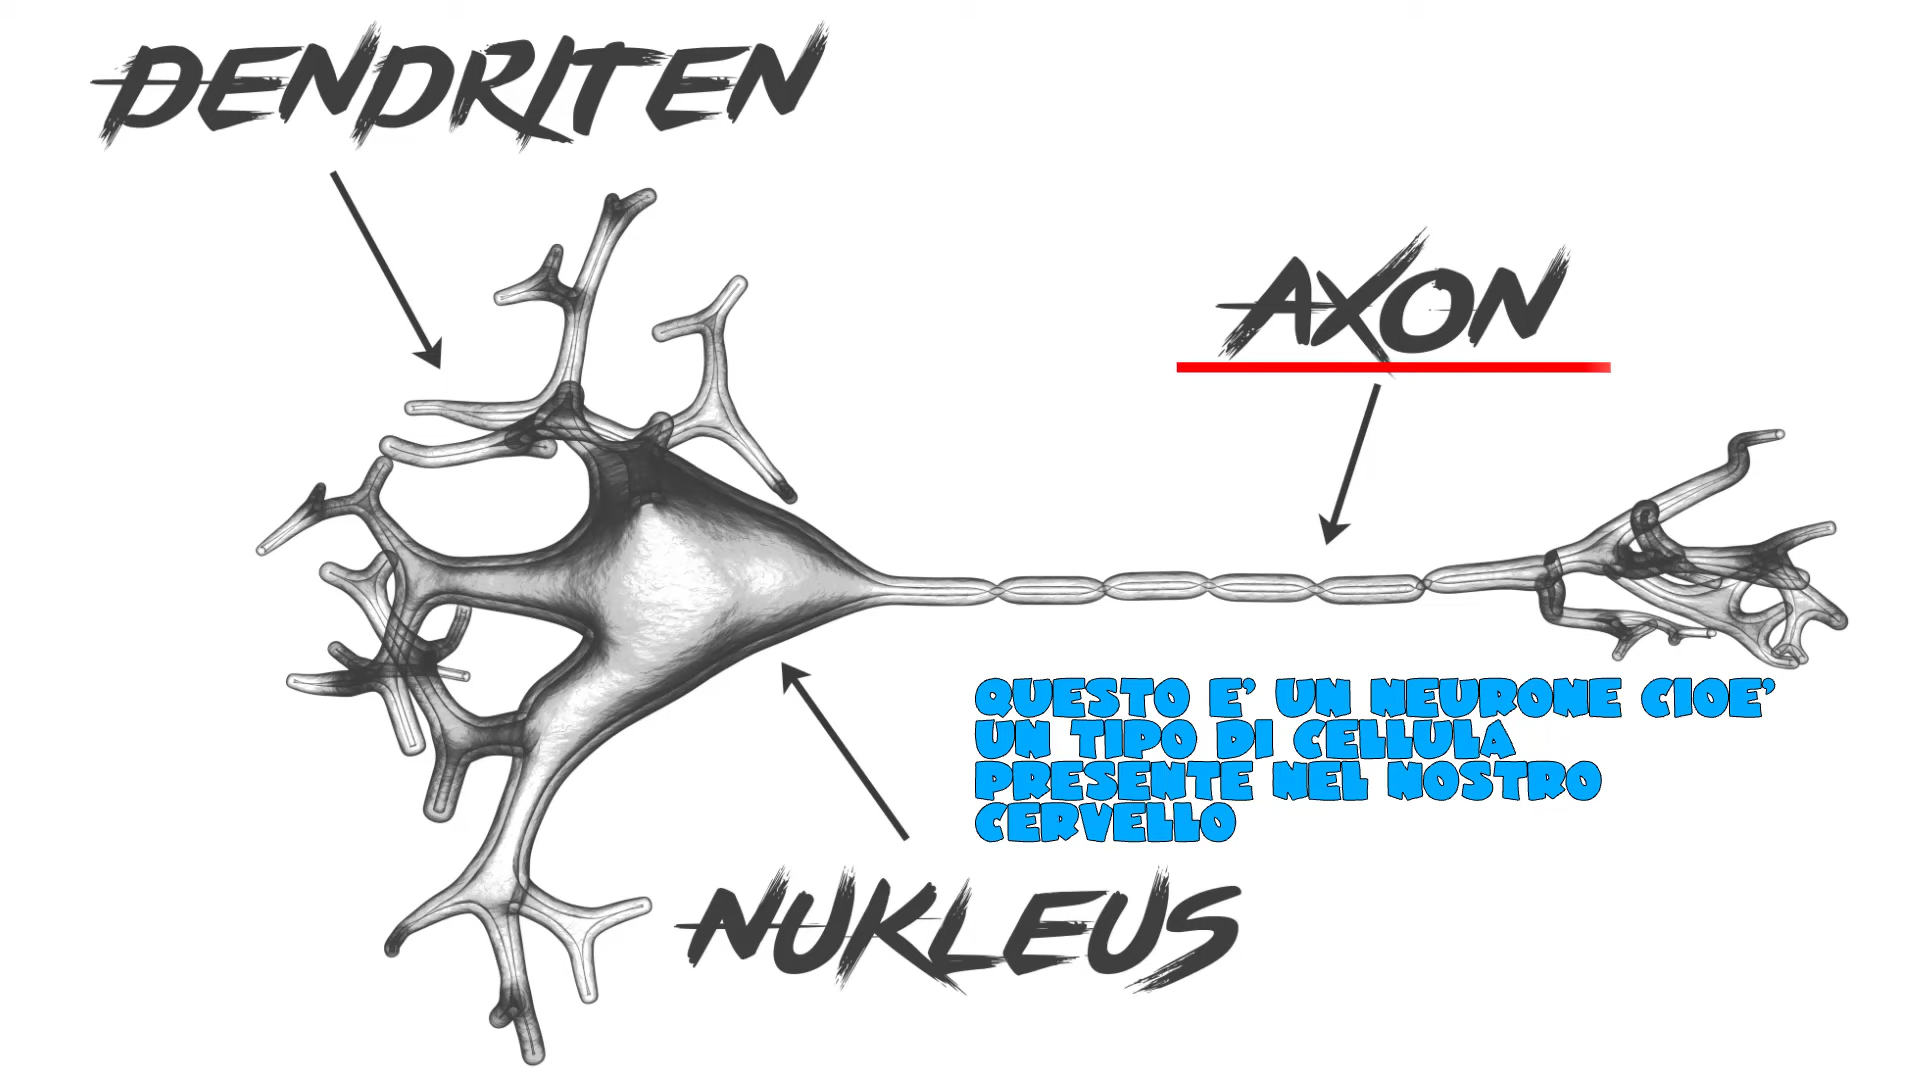 DENDRITEN
AXON
QUESTO E' UN NEURONE CIOE'
UN TIPO DI CELLULA
PRESENTE NEL NOSTRO
CERVELLO
NUKLEUS